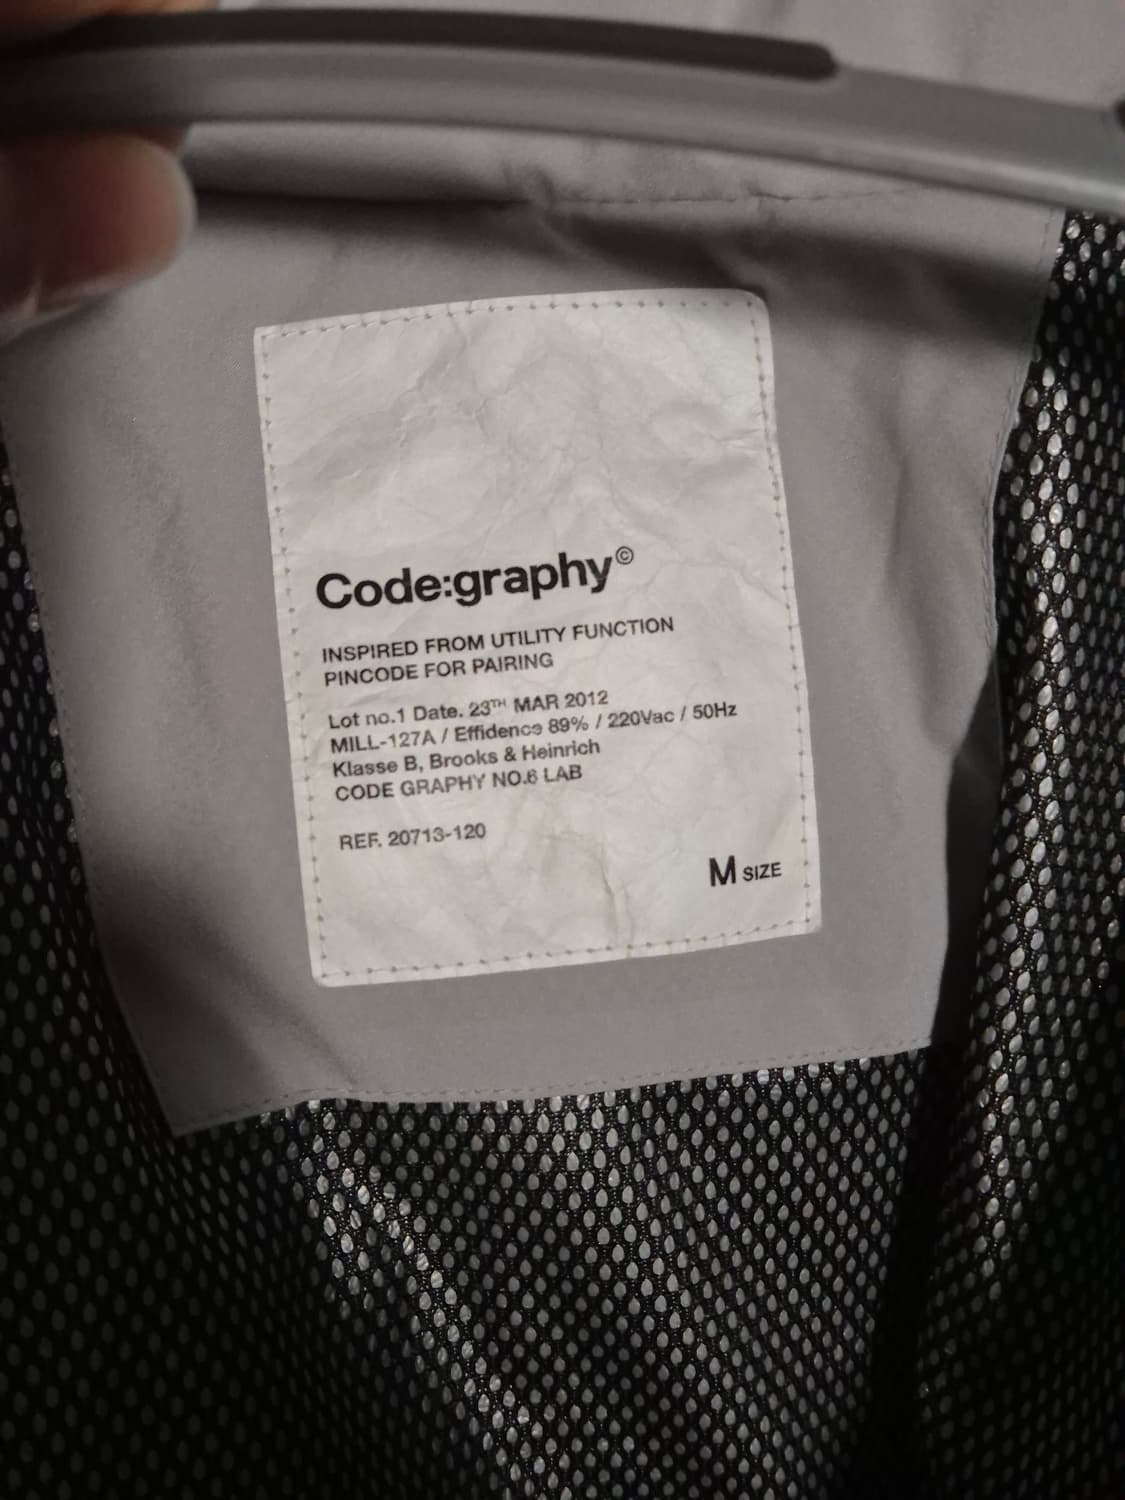 Code:graphy©
INSPIRED FROM UTILITY FUNCTION
PINCODE FOR PAIRING
Lot no.1 Date. 23TH MAR 2012
MILL-127A / Effidence 89% / 220Vac / 50Hz
Klasse B, Brooks & Heinrich
CODE GRAPHY NO.6 LAB
REF. 20713-120
M SIZE